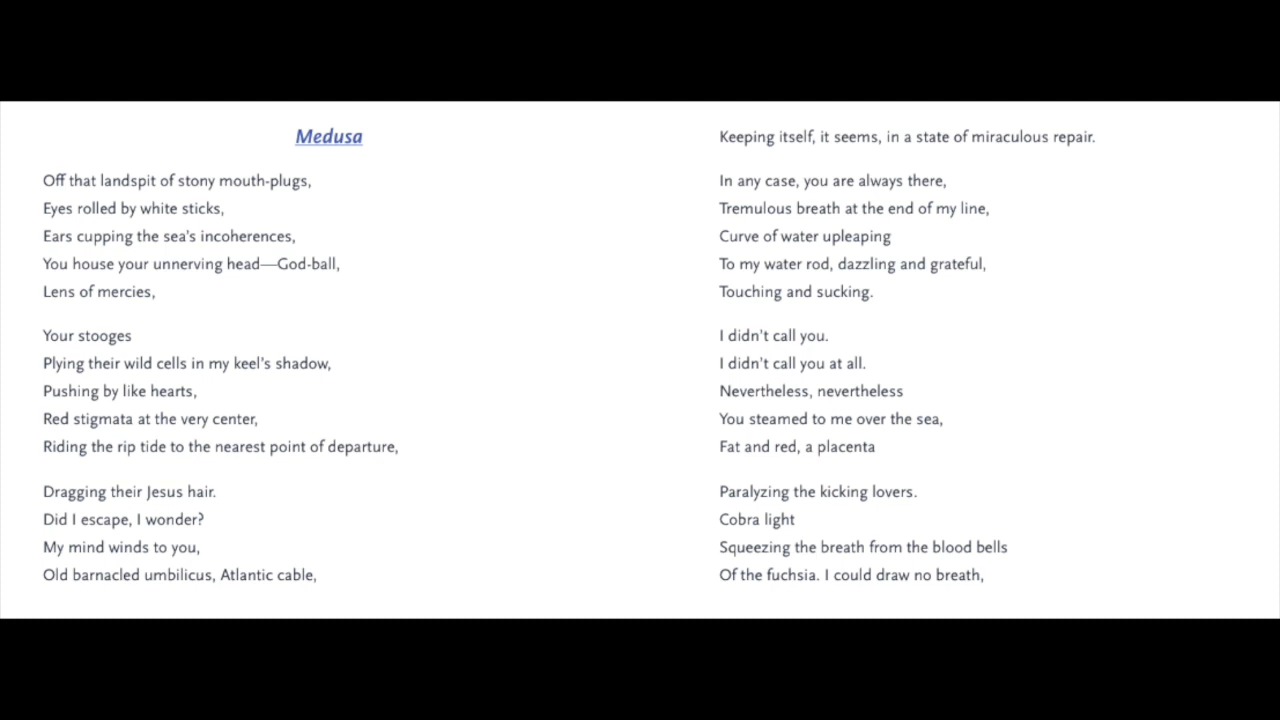 Medusa
Off that landspit of stony mouth-plugs,
Eyes rolled by white sticks,
Ears cupping the sea's incoherences,
You house your unnerving head—God-ball,
Lens of mercies,
Your stooges
Plying their wild cells in my keel's shadow,
Pushing by like hearts,
Red stigmata at the very center,
Riding the rip tide to the nearest point of departure,
Dragging their Jesus hair.
Did I escape, I wonder?
My mind winds to you,
Old barnacled umbilicus, Atlantic cable,
Keeping itself, it seems, in a state of miraculous repair.
In any case, you are always there,
Tremulous breath at the end of my line,
Curve of water upleaping
To my water rod, dazzling and grateful,
Touching and sucking.
I didn't call you.
I didn't call you at all.
Nevertheless, nevertheless
You steamed to me over the sea,
Fat and red, a placenta
Paralyzing the kicking lovers.
Cobra light
Squeezing the breath from the blood bells
Of the fuchsia. I could draw no breath,